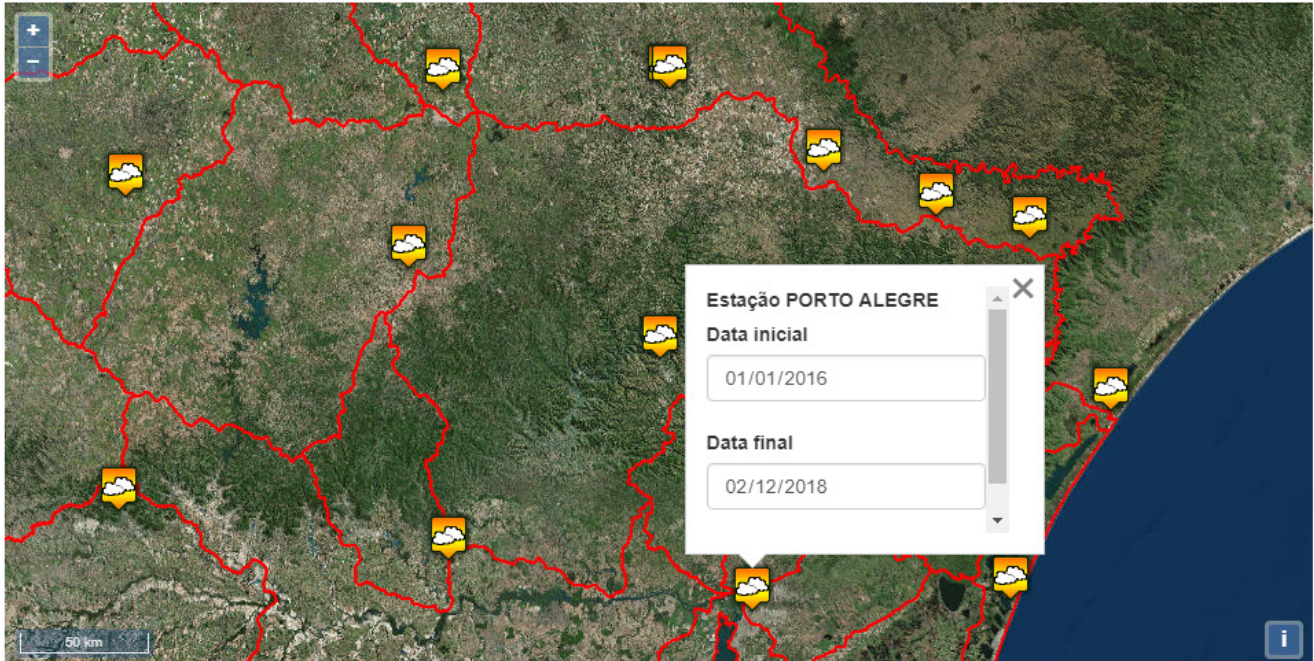 +
−
Estação PORTO ALEGRE
Data inicial
01/01/2016
Data final
02/12/2018
50 km
i